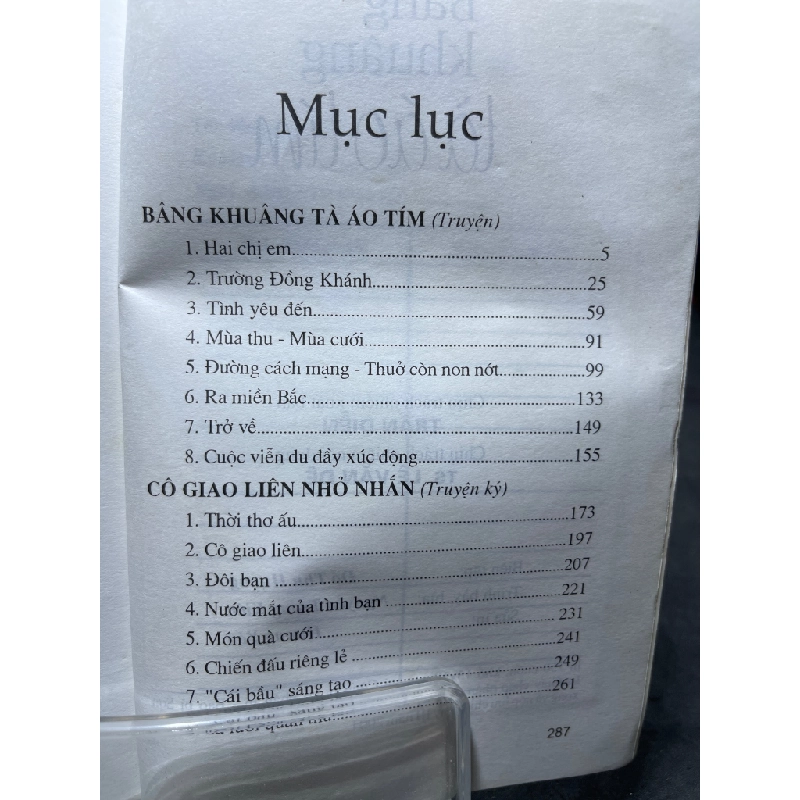 Mục lục
BÂNG KHUÂNG TÀ ÁO TÍM (Truyện)
1. Hai chị em...5
2. Trường Đồng Khánh...25
3. Tình yêu đến...59
4. Mùa thu - Mùa cưới...91
5. Đường cách mạng - Thuở còn non nớt...99
6. Ra miền Bắc...133
7. Trở về...149
8. Cuộc viễn du đầy xúc động...155
CÔ GIAO LIÊN NHỎ NHẮN (Truyện ký)
1. Thời thơ ấu...173
2. Cô giao liên...197
3. Đôi bạn...207
4. Nước mắt của tình bạn...221
5. Món quà cưới...231
6. Chiến đấu riêng lẻ...241
7. "Cái bầu" sáng tạo...249
...261
287